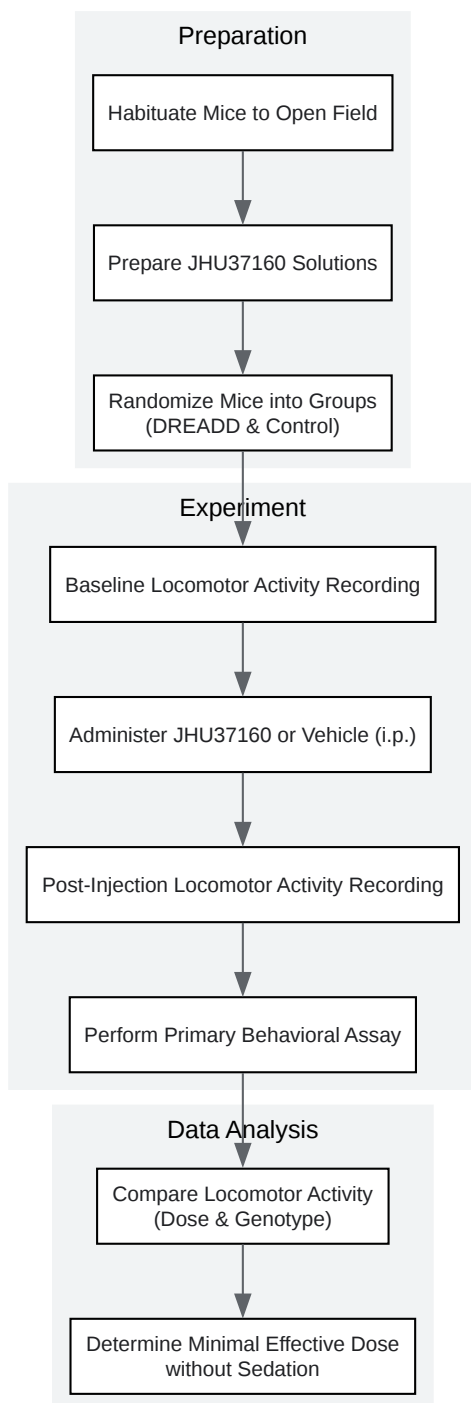 Preparation
Habituate Mice to Open Field
Prepare JHU37160 Solutions
Randomize Mice into Groups
(DREADD & Control)
Experiment
Baseline Locomotor Activity Recording
Administer JHU37160 or Vehicle (i.p.)
Post-Injection Locomotor Activity Recording
Perform Primary Behavioral Assay
Data Analysis
Compare Locomotor Activity
(Dose & Genotype)
Determine Minimal Effective Dose
without Sedation